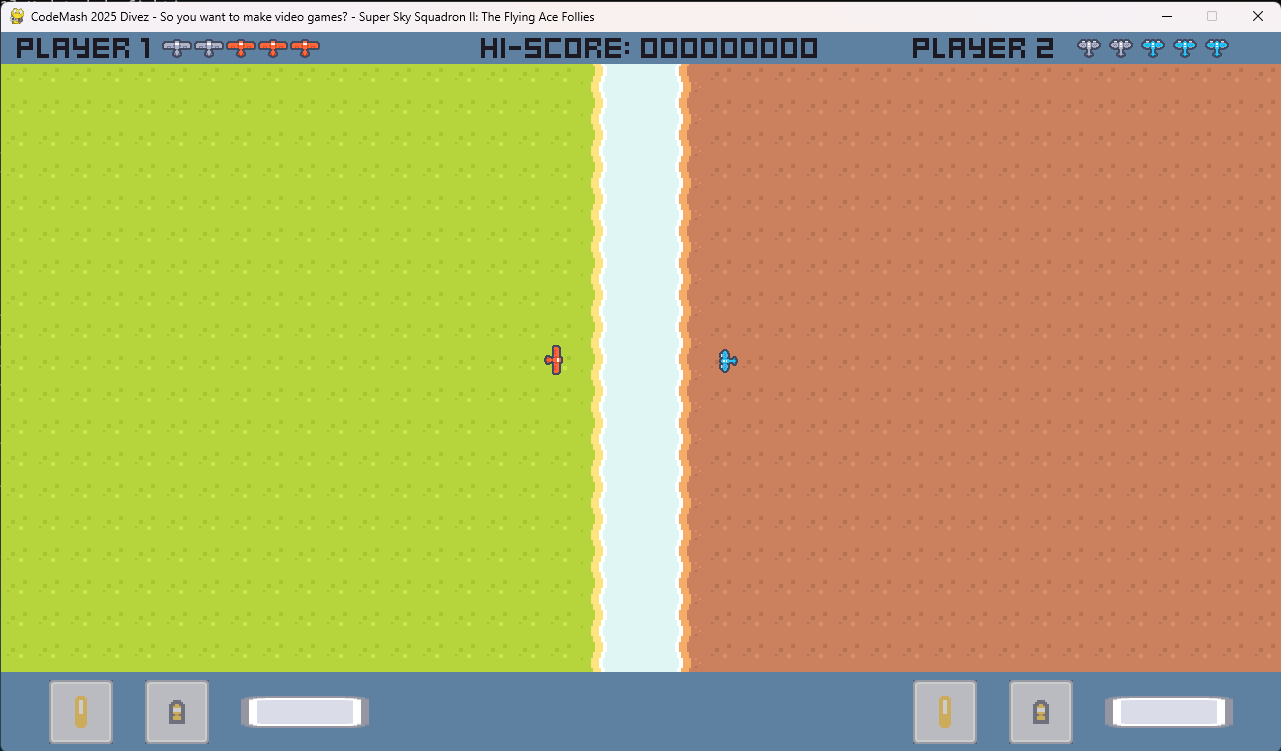 CodeMash 2025 Divez - So you want to make video games? - Super Sky Squadron II: The Flying Ace Follies
PLAYER 1 HI-SCORE: 000000000 PLAYER 2